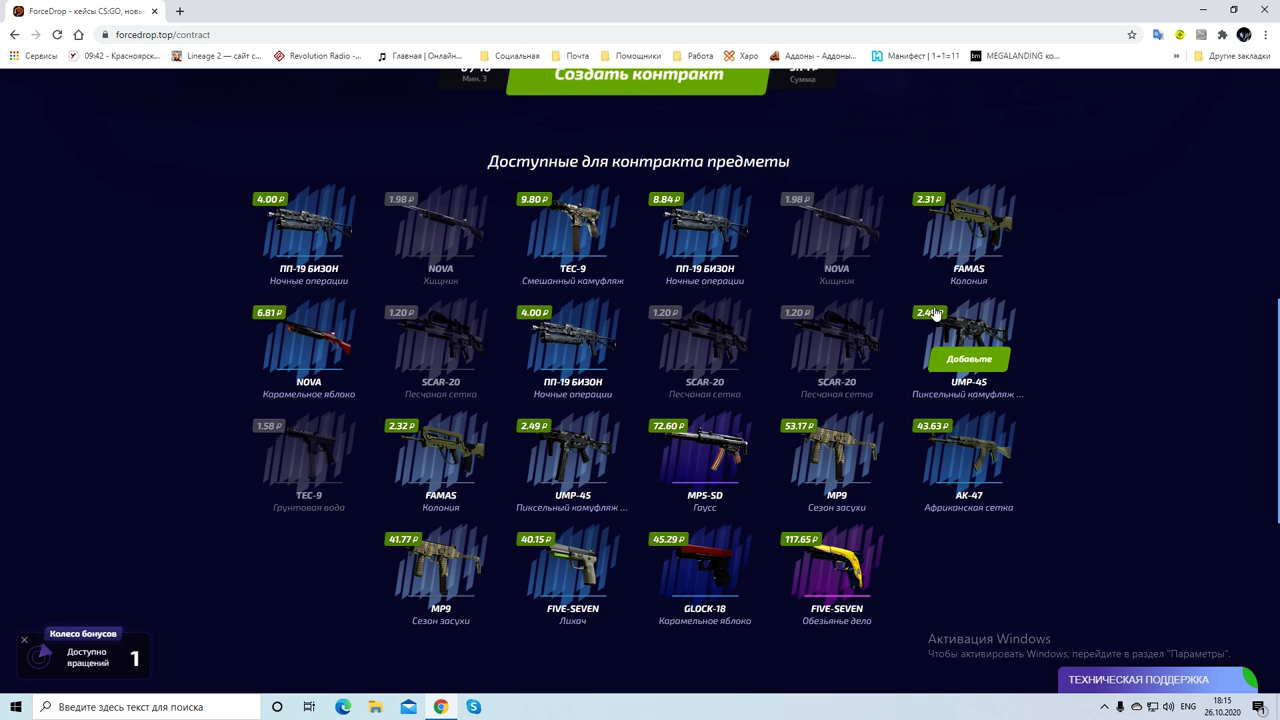 ForceDrop - кейсы CS:GO, новы
forcedrop.top/contract
Сервисы
09:42 - Красноярск...
Lineage 2 — сайт с...
Revolution Radio -...
Главная | Онлайн...
Социальная
Почта
Помощники
Работа
Харо
Аддоны - Аддоны...
Манифест | 1+1=11
MEGALANDING ко...
Другие закладки
Мин. 3
Создать контракт
Сумма
Доступные для контракта предметы
4.00 ₽
1.98 ₽
9.80 ₽
8.84 ₽
1.98 ₽
2.31 ₽
ПП-19 БИЗОН
NOVA
TEC-9
ПП-19 БИЗОН
NOVA
FAMAS
Ночные операции
Хищник
Смешанный камуфляж
Ночные операции
Хищник
Колония
6.81 ₽
1.20 ₽
4.00 ₽
1.20 ₽
1.20 ₽
Добавьте
NOVA
SCAR-20
ПП-19 БИЗОН
SCAR-20
SCAR-20
UMP-45
Карамельное яблоко
Песчаная сетка
Ночные операции
Песчаная сетка
Песчаная сетка
Пиксельный камуфляж ...
1.58 ₽
2.32 ₽
2.49 ₽
72.60 ₽
53.17 ₽
43.63 ₽
TEC-9
FAMAS
UMP-45
MP5-SD
MP9
AK-47
Грунтовая вода
Колония
Пиксельный камуфляж ...
Гаусс
Сезон засухи
Африканская сетка
41.77 ₽
40.15 ₽
45.29 ₽
117.65 ₽
MP9
FIVE-SEVEN
GLOCK-18
FIVE-SEVEN
Сезон засухи
Лихач
Карамельное яблоко
Обезьянье дело
Колесо бонусов
Доступно
вращений
1
Активация Windows
Чтобы активировать Windows, перейдите в раздел "Параметры".
ТЕХНИЧЕСКАЯ ПОДДЕРЖКА
Введите здесь текст для поиска
ENG
18:15
26.10.2020